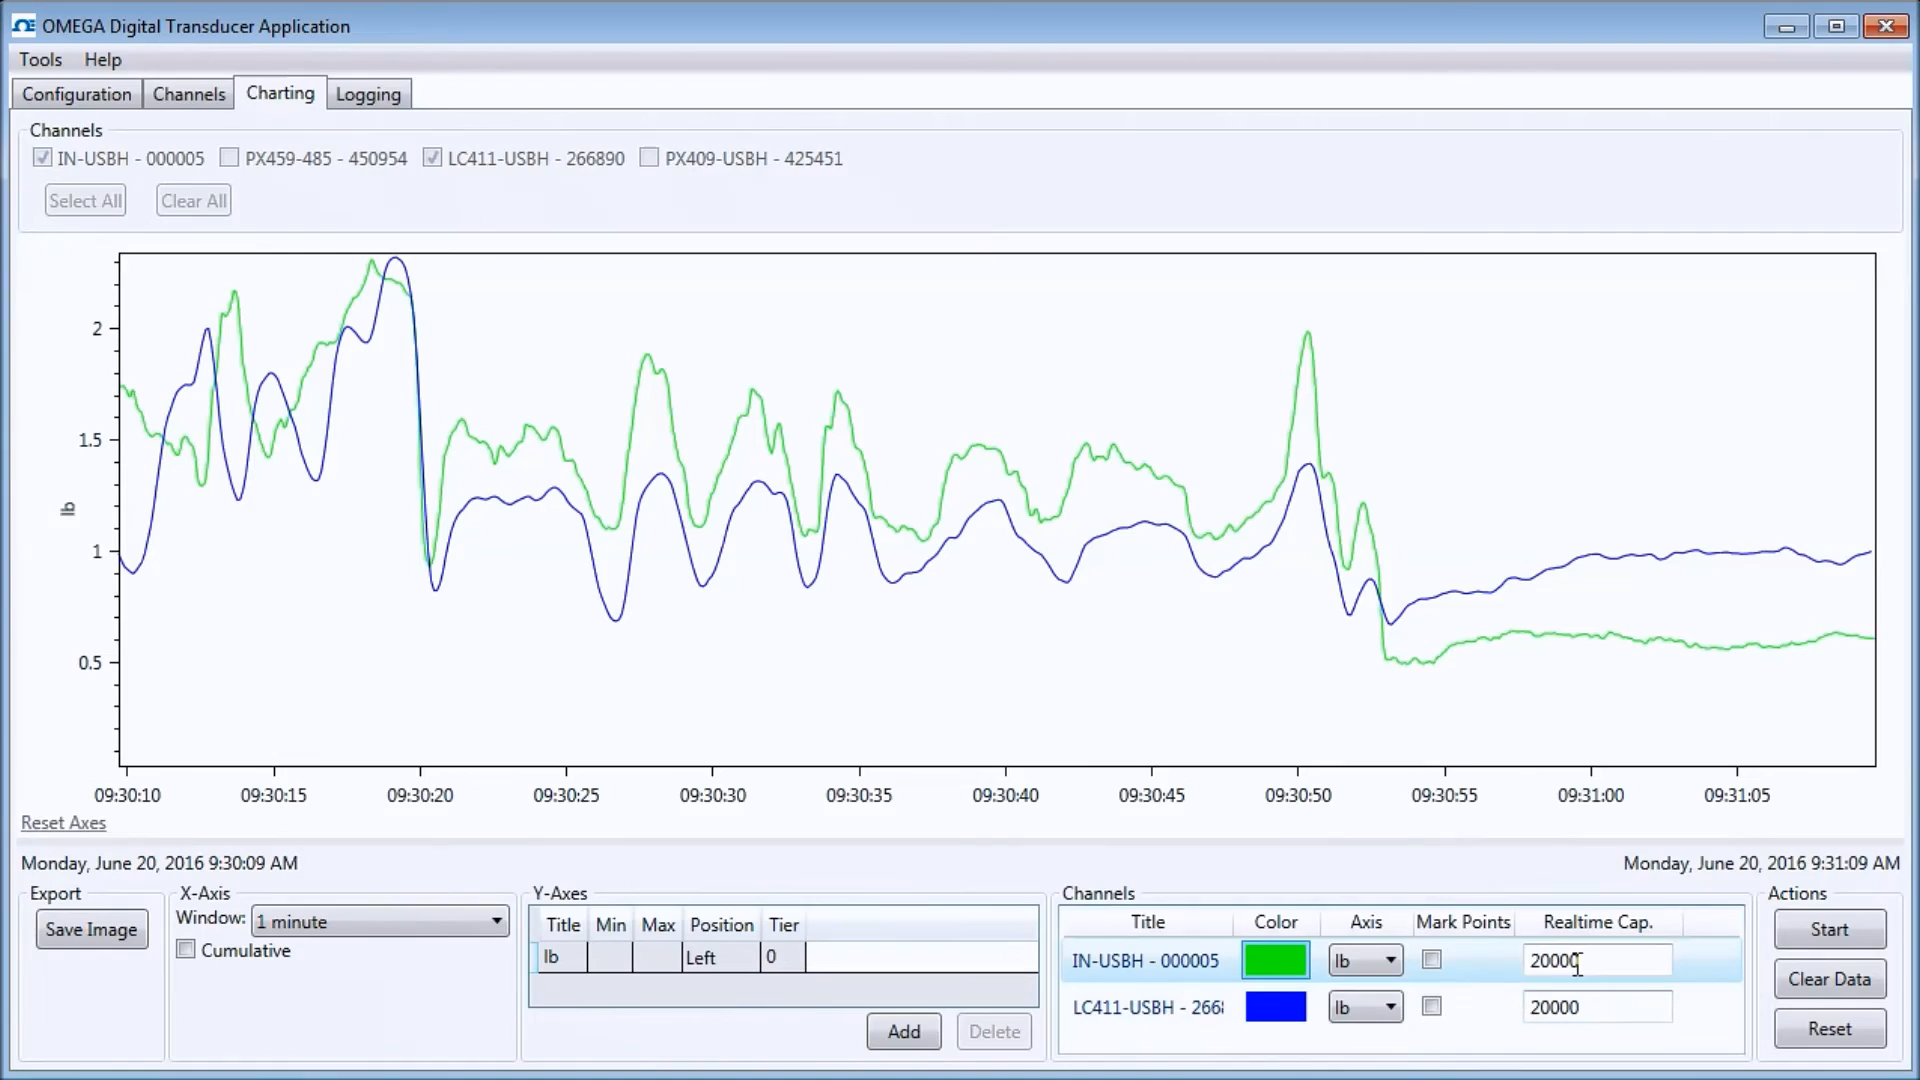 OMEGA Digital Transducer Application
Tools Help
Configuration Channels Charting Logging
Channels
IN-USBH - 000005 PX459-485 - 450954 LC411-USBH - 266890 PX409-USBH - 425451
Select All Clear All
2
1.5
1
0.5
lb
09:30:10 09:30:15 09:30:20 09:30:25 09:30:30 09:30:35 09:30:40 09:30:45 09:30:50 09:30:55 09:31:00 09:31:05
Reset Axes
Monday, June 20, 2016 9:30:09 AM Monday, June 20, 2016 9:31:09 AM
Export
Save Image
X-Axis
Window: 1 minute
Cumulative
Y-Axes
Title Min Max Position Tier
lb Left 0
Add Delete
Channels
Title Color Axis Mark Points Realtime Cap.
IN-USBH - 000005 lb 20000
LC411-USBH - 266 lb 20000
Actions
Start
Clear Data
Reset